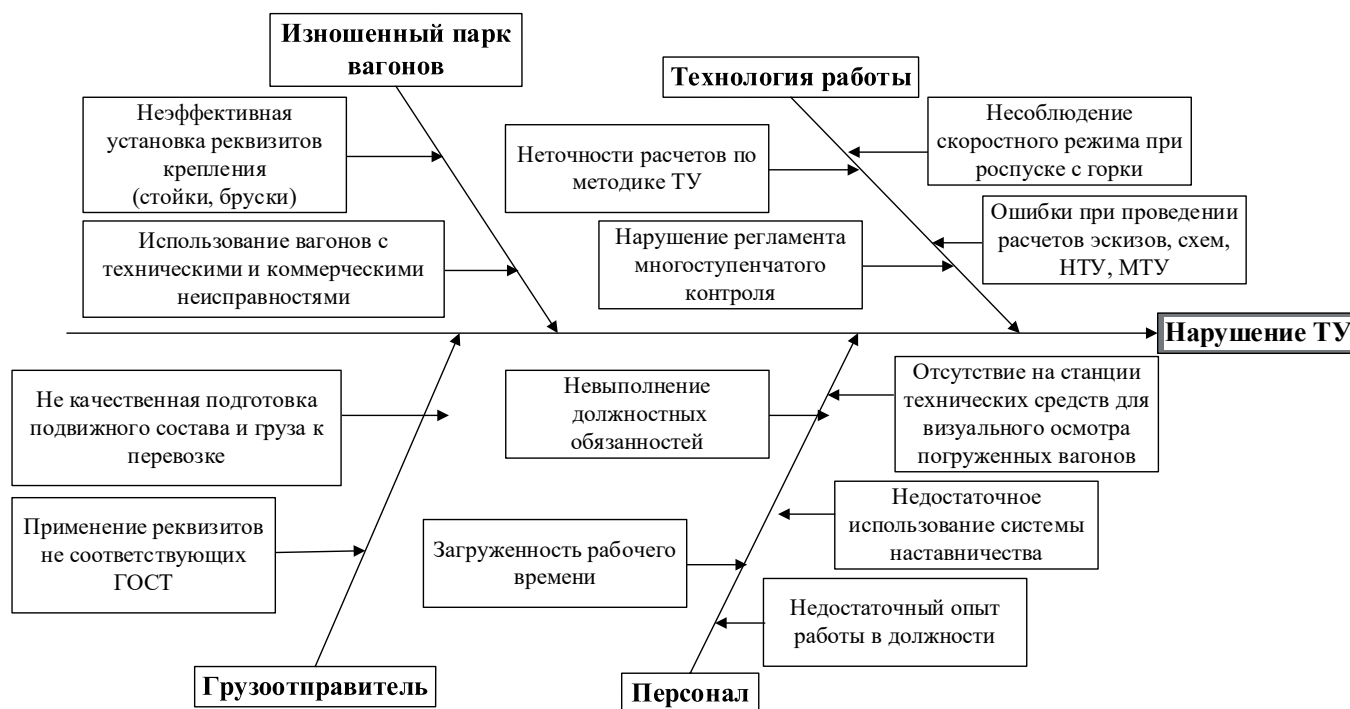 Изношенный парк
вагонов
Технология работы
Неэффективная
установка реквизитов
крепления
(стойки, бруски)
Неточности расчетов по
методике ТУ
Несоблюдение
скоростного режима при
роспуске с горки
Использование вагонов с
техническими и коммерческими
неисправностями
Нарушение регламента
многоступенчатого
контроля
Ошибки при проведении
расчетов эскизов, схем,
НТУ, МТУ
Нарушение ТУ
Не качественная подготовка
подвижного состава и груза к
перевозке
Невыполнение
должностных
обязанностей
Отсутствие на станции
технических средств для
визуального осмотра
погруженных вагонов
Применение реквизитов
не соответствующих
ГОСТ
Загруженность рабочего
времени
Недостаточное
использование системы
наставничества
Недостаточный опыт
работы в должности
Грузоотправитель
Персонал